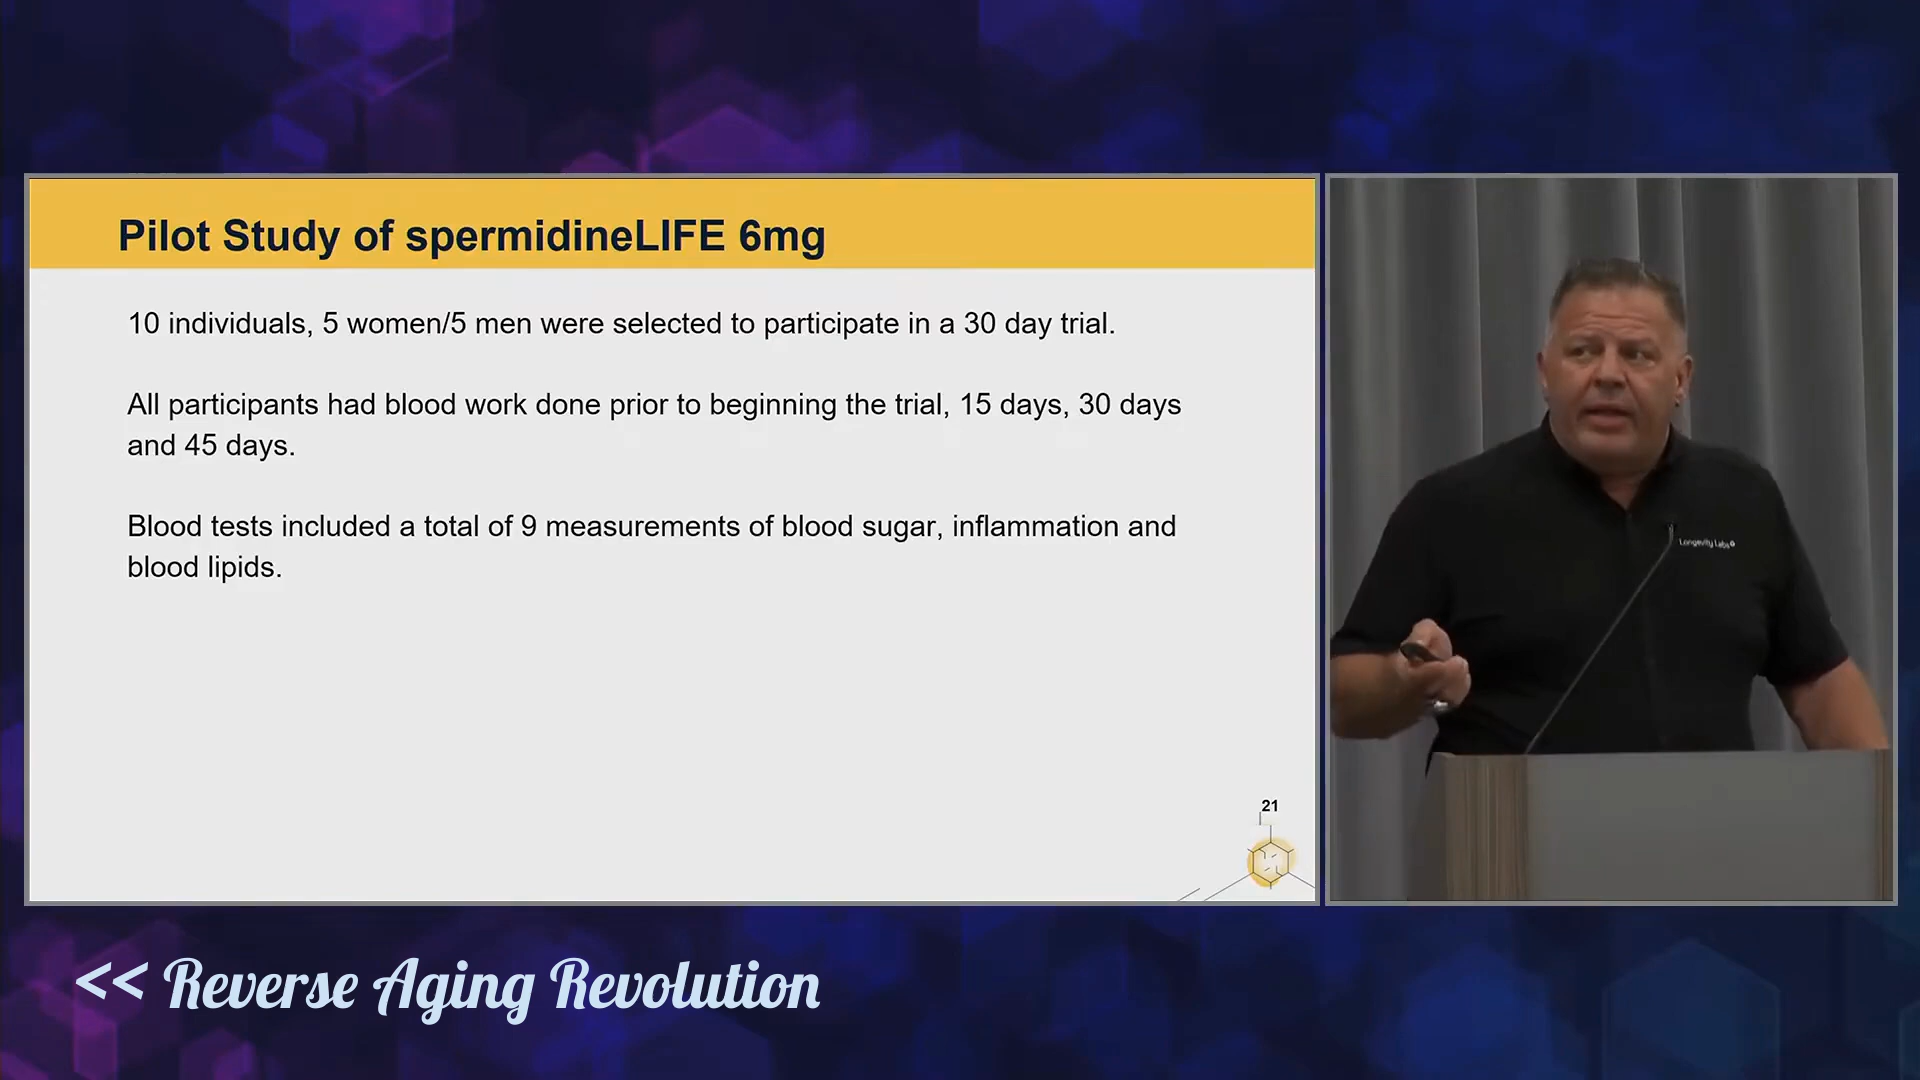 Pilot Study of spermidineLIFE 6mg
10 individuals, 5 women/5 men were selected to participate in a 30 day trial.
All participants had blood work done prior to beginning the trial, 15 days, 30 days
and 45 days.
Blood tests included a total of 9 measurements of blood sugar, inflammation and
blood lipids.
21
Longevity Labs+
<< Reverse Aging Revolution